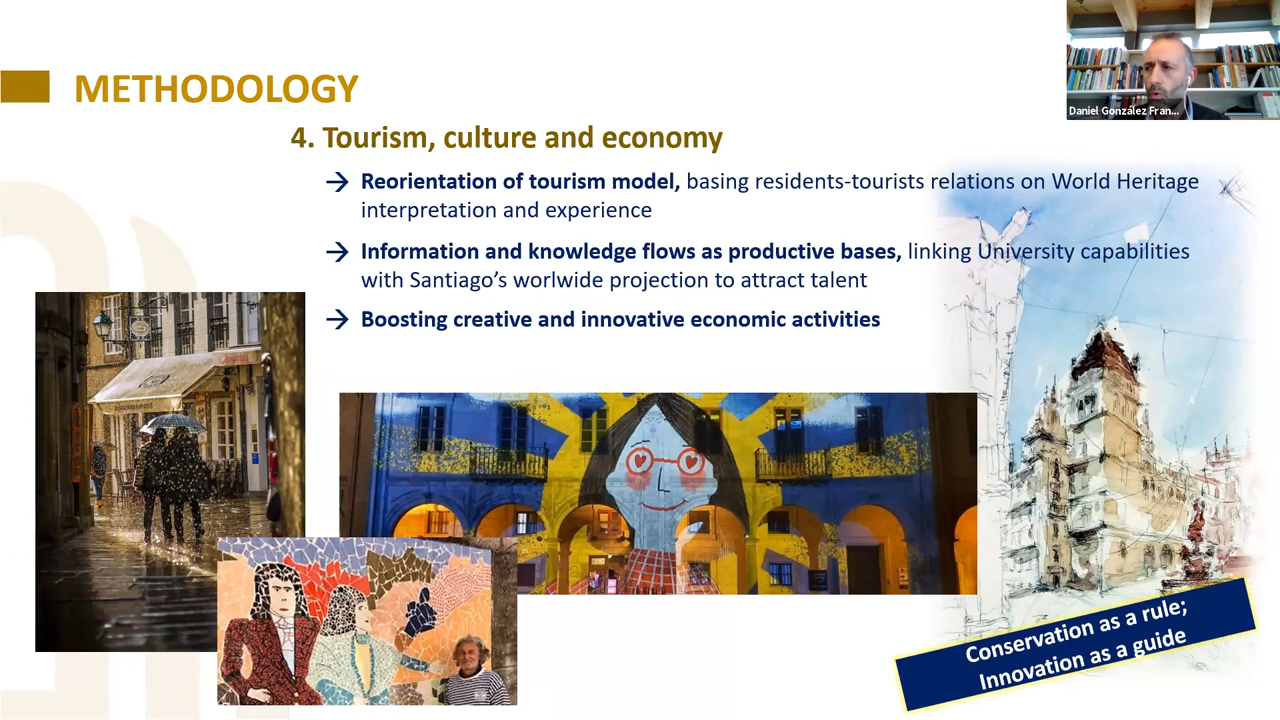 METHODOLOGY
Daniel González Fran...
4. Tourism, culture and economy
→ Reorientation of tourism model, basing residents-tourists relations on World Heritage
interpretation and experience
→ Information and knowledge flows as productive bases, linking University capabilities
with Santiago’s worlwide projection to attract talent
→ Boosting creative and innovative economic activities
Conservation as a rule;
Innovation as a guide